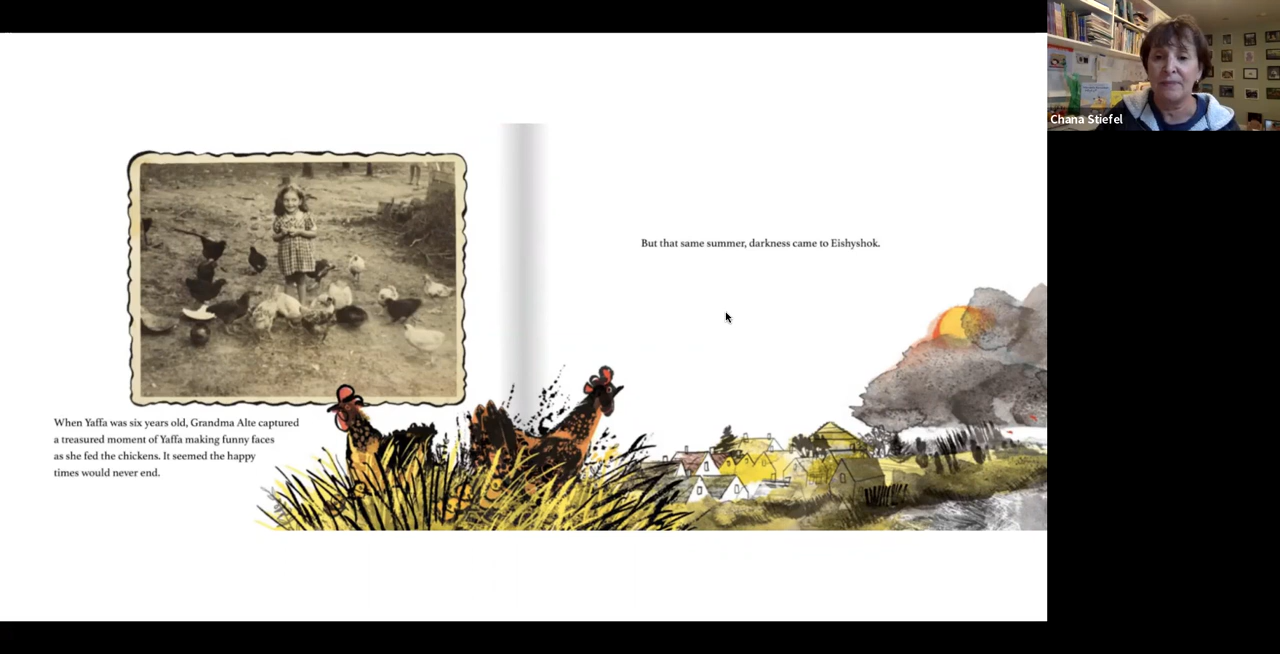 Chana Stiefel
But that same summer, darkness came to Eishyshok.
When Yaffa was six years old, Grandma Alte captured
a treasured moment of Yaffa making funny faces
as she fed the chickens. It seemed the happy
times would never end.